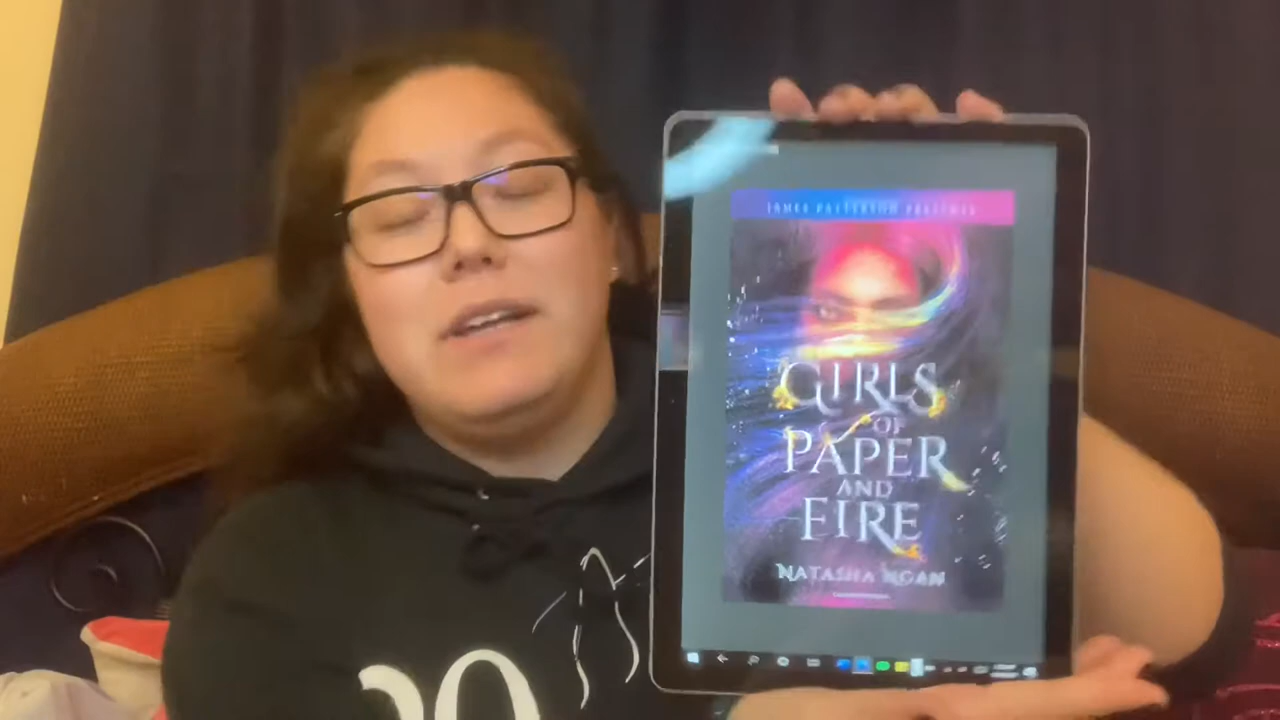 JAMES PATTERSON PRESENTS
GIRLS
OF
PAPER
AND
FIRE
NATASHA NGAN